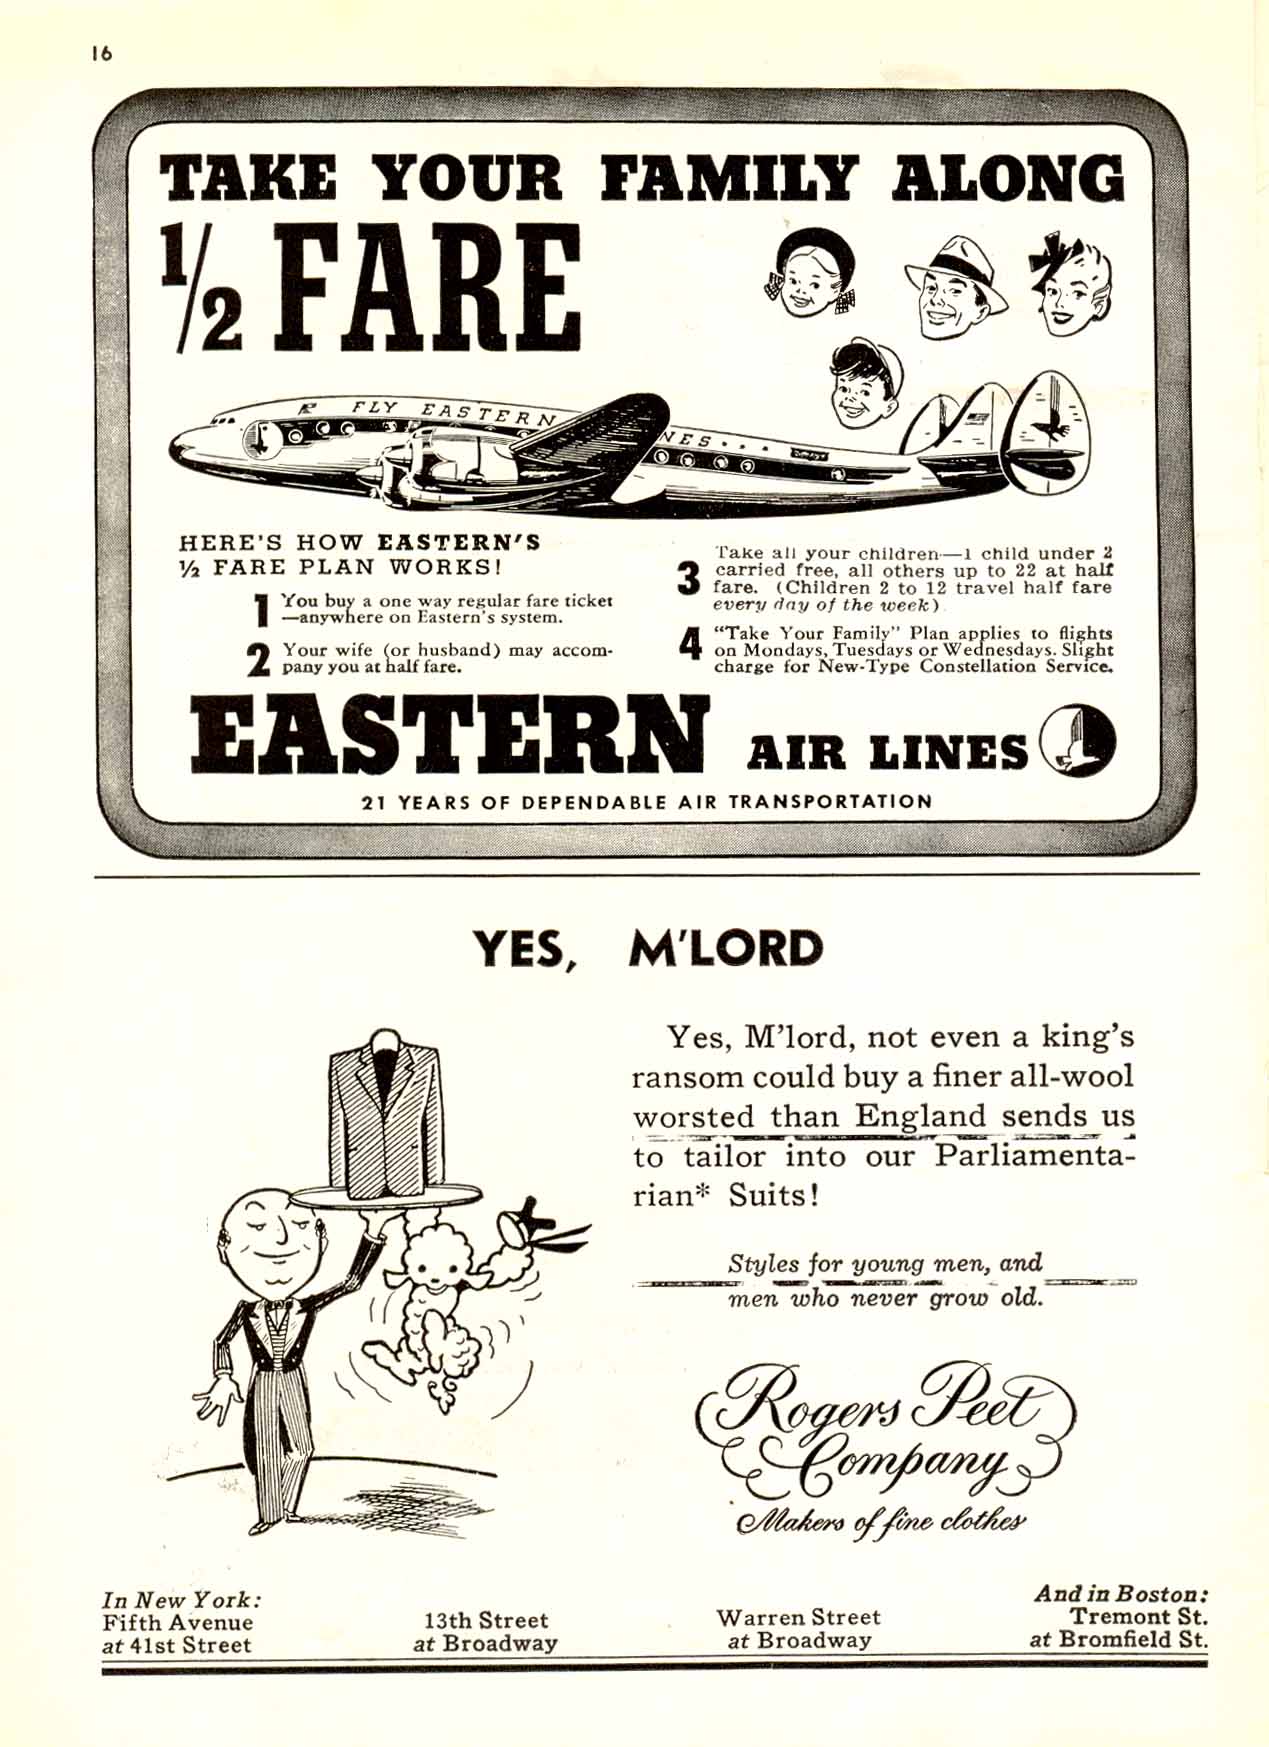 16
TAKE YOUR FAMILY ALONG
½ FARE
FLY EASTERN NES...
HERE'S HOW EASTERN'S
½ FARE PLAN WORKS!
1 You buy a one way regular fare ticket
—anywhere on Eastern's system.
2 Your wife (or husband) may accom-
pany you at half fare.
3 Take all your children—1 child under 2
carried free, all others up to 22 at half
fare. (Children 2 to 12 travel half fare
every day of the week).
4 “Take Your Family” Plan applies to flights
on Mondays, Tuesdays or Wednesdays. Slight
charge for New-Type Constellation Service.
EASTERN AIR LINES
21 YEARS OF DEPENDABLE AIR TRANSPORTATION
YES, M'LORD
Yes, M'lord, not even a king's
ransom could buy a finer all-wool
worsted than England sends us
to tailor into our Parliamenta-
rian* Suits!
Styles for young men, and
men who never grow old.
Rogers Peet
Company
Makers of fine clothes
In New York:
Fifth Avenue
at 41st Street
13th Street
at Broadway
Warren Street
at Broadway
And in Boston:
Tremont St.
at Bromfield St.